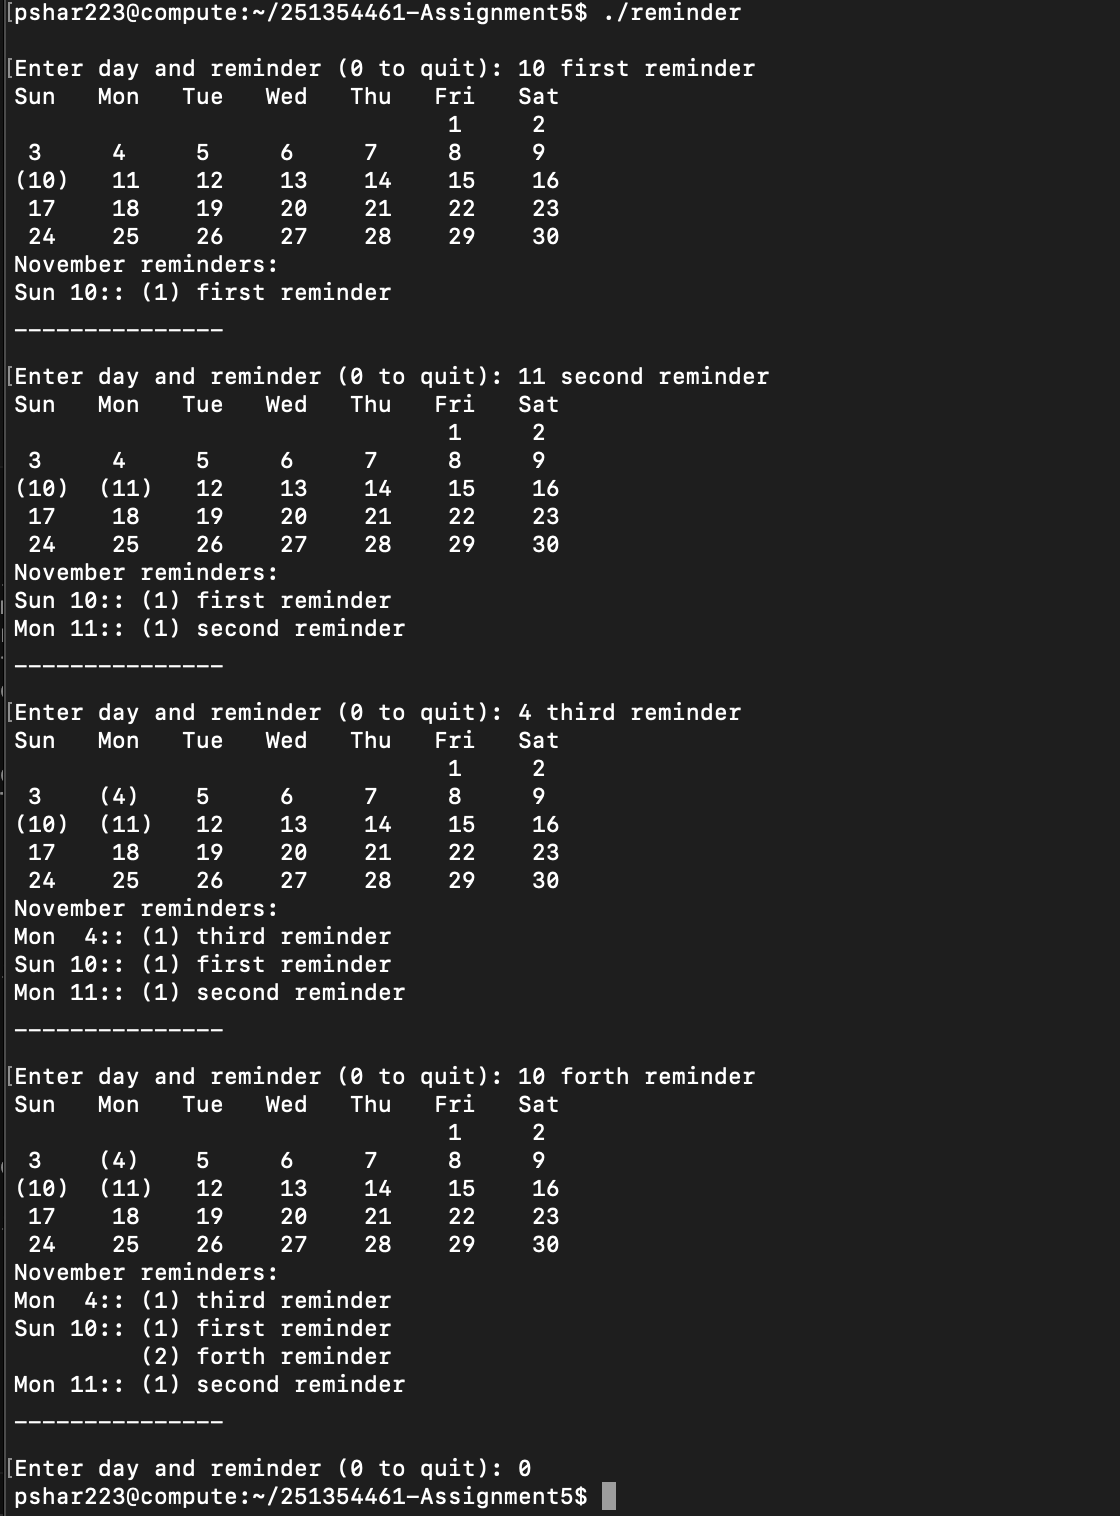 [pshar223@compute:~/251354461-Assignment5$ ./reminder
[Enter day and reminder (0 to quit): 10 first reminder
Sun   Mon   Tue   Wed   Thu   Fri   Sat
                               1     2
 3     4     5     6     7     8     9
(10)   11    12    13    14    15    16
 17    18    19    20    21    22    23
 24    25    26    27    28    29    30
November reminders:
Sun 10:: (1) first reminder
_______________
[Enter day and reminder (0 to quit): 11 second reminder
Sun   Mon   Tue   Wed   Thu   Fri   Sat
                               1     2
 3     4     5     6     7     8     9
(10)  (11)   12    13    14    15    16
 17    18    19    20    21    22    23
 24    25    26    27    28    29    30
November reminders:
Sun 10:: (1) first reminder
Mon 11:: (1) second reminder
_______________
[Enter day and reminder (0 to quit): 4 third reminder
Sun   Mon   Tue   Wed   Thu   Fri   Sat
                               1     2
 3    (4)    5     6     7     8     9
(10)  (11)   12    13    14    15    16
 17    18    19    20    21    22    23
 24    25    26    27    28    29    30
November reminders:
Mon  4:: (1) third reminder
Sun 10:: (1) first reminder
Mon 11:: (1) second reminder
_______________
[Enter day and reminder (0 to quit): 10 forth reminder
Sun   Mon   Tue   Wed   Thu   Fri   Sat
                               1     2
 3    (4)    5     6     7     8     9
(10)  (11)   12    13    14    15    16
 17    18    19    20    21    22    23
 24    25    26    27    28    29    30
November reminders:
Mon  4:: (1) third reminder
Sun 10:: (1) first reminder
         (2) forth reminder
Mon 11:: (1) second reminder
_______________
[Enter day and reminder (0 to quit): 0
pshar223@compute:~/251354461-Assignment5$